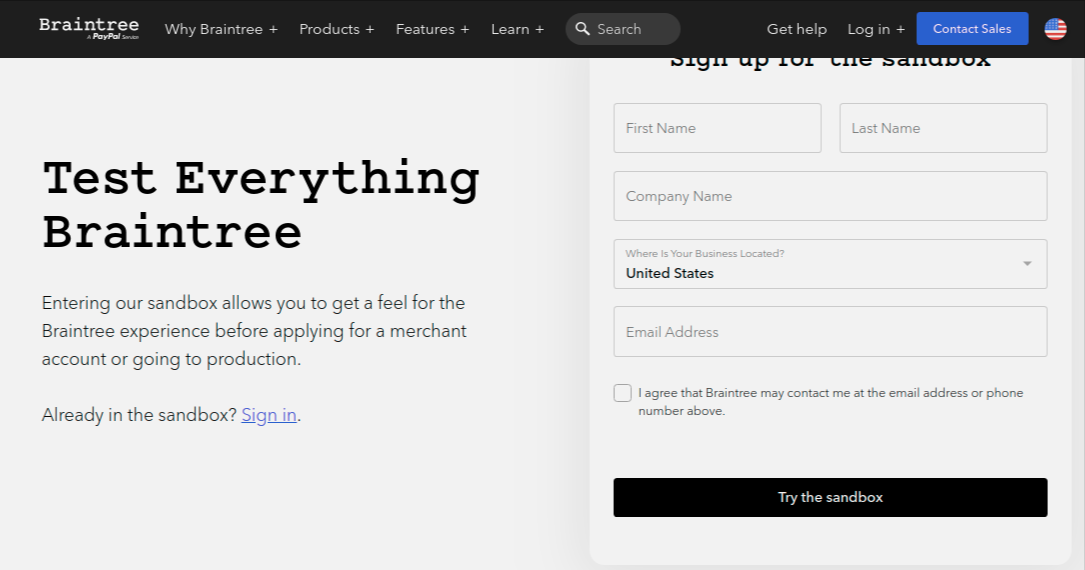 Braintree
A PayPal Service
Why Braintree +
Products +
Features +
Learn +
Search
Get help
Log in +
Contact Sales
Sign up for the sandbox
Test Everything
Braintree
Entering our sandbox allows you to get a feel for the
Braintree experience before applying for a merchant
account or going to production.
Already in the sandbox? Sign in.
First Name
Last Name
Company Name
Where Is Your Business Located?
United States
Email Address
I agree that Braintree may contact me at the email address or phone
number above.
Try the sandbox